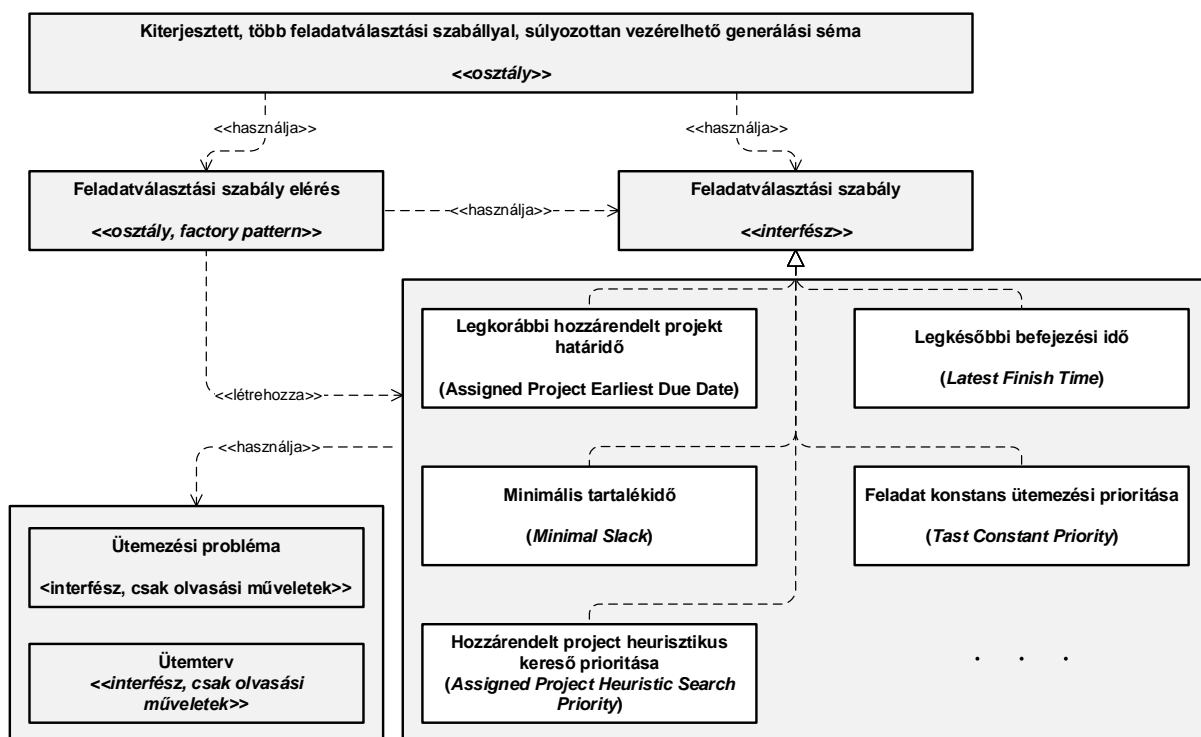 Kiterjesztett, több feladatválasztási szabállyal, súlyozottan vezérelhető generálási séma
<<osztály>>
<<használja>>
<<használja>>
Feladatválasztási szabály elérés
<<osztály, factory pattern>>
<<használja>>
Feladatválasztási szabály
<<interfész>>
Legkorábbi hozzárendelt projekt
határidő
(Assigned Project Earliest Due Date)
Legkésőbbi befejezési idő
(Latest Finish Time)
<<létrehozza>>
<<használja>>
Minimális tartalékidő
(Minimal Slack)
Feladat konstans ütemezési prioritása
(Tast Constant Priority)
Ütemezési probléma
<interfész, csak olvasási műveletek>>
Ütemterv
<<interfész, csak olvasási
műveletek>>
Hozzárendelt project heurisztikus
kereső prioritása
(Assigned Project Heuristic Search
Priority)
. . .